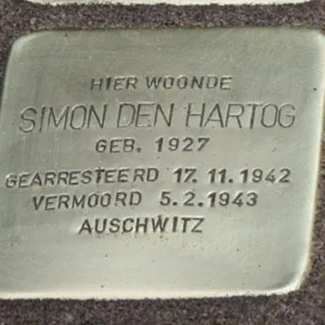 HIER WOONDE
SIMON DEN HARTOG
GEB. 1927
GEARRESTEERD 17.11.1942
VERMOORD 5.2.1943
AUSCHWITZ